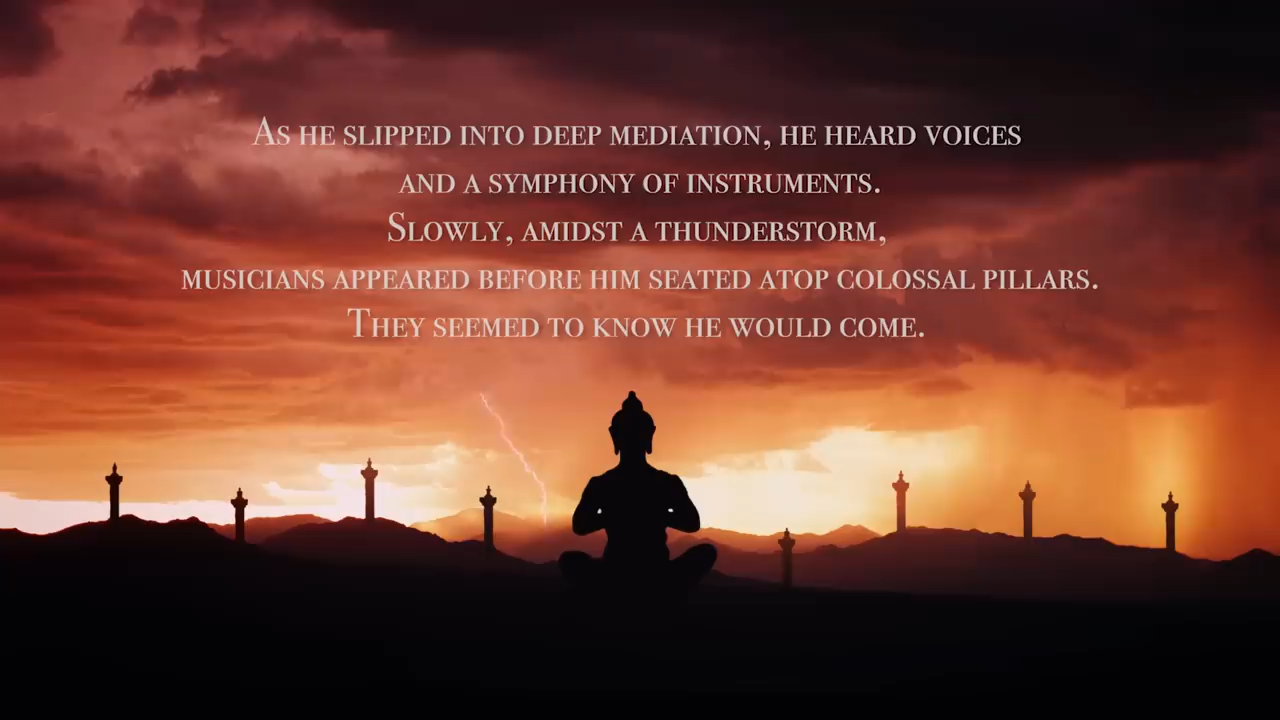 As he slipped into deep mediation, he heard voices
and a symphony of instruments.
Slowly, amidst a thunderstorm,
musicians appeared before him seated atop colossal pillars.
They seemed to know he would come.